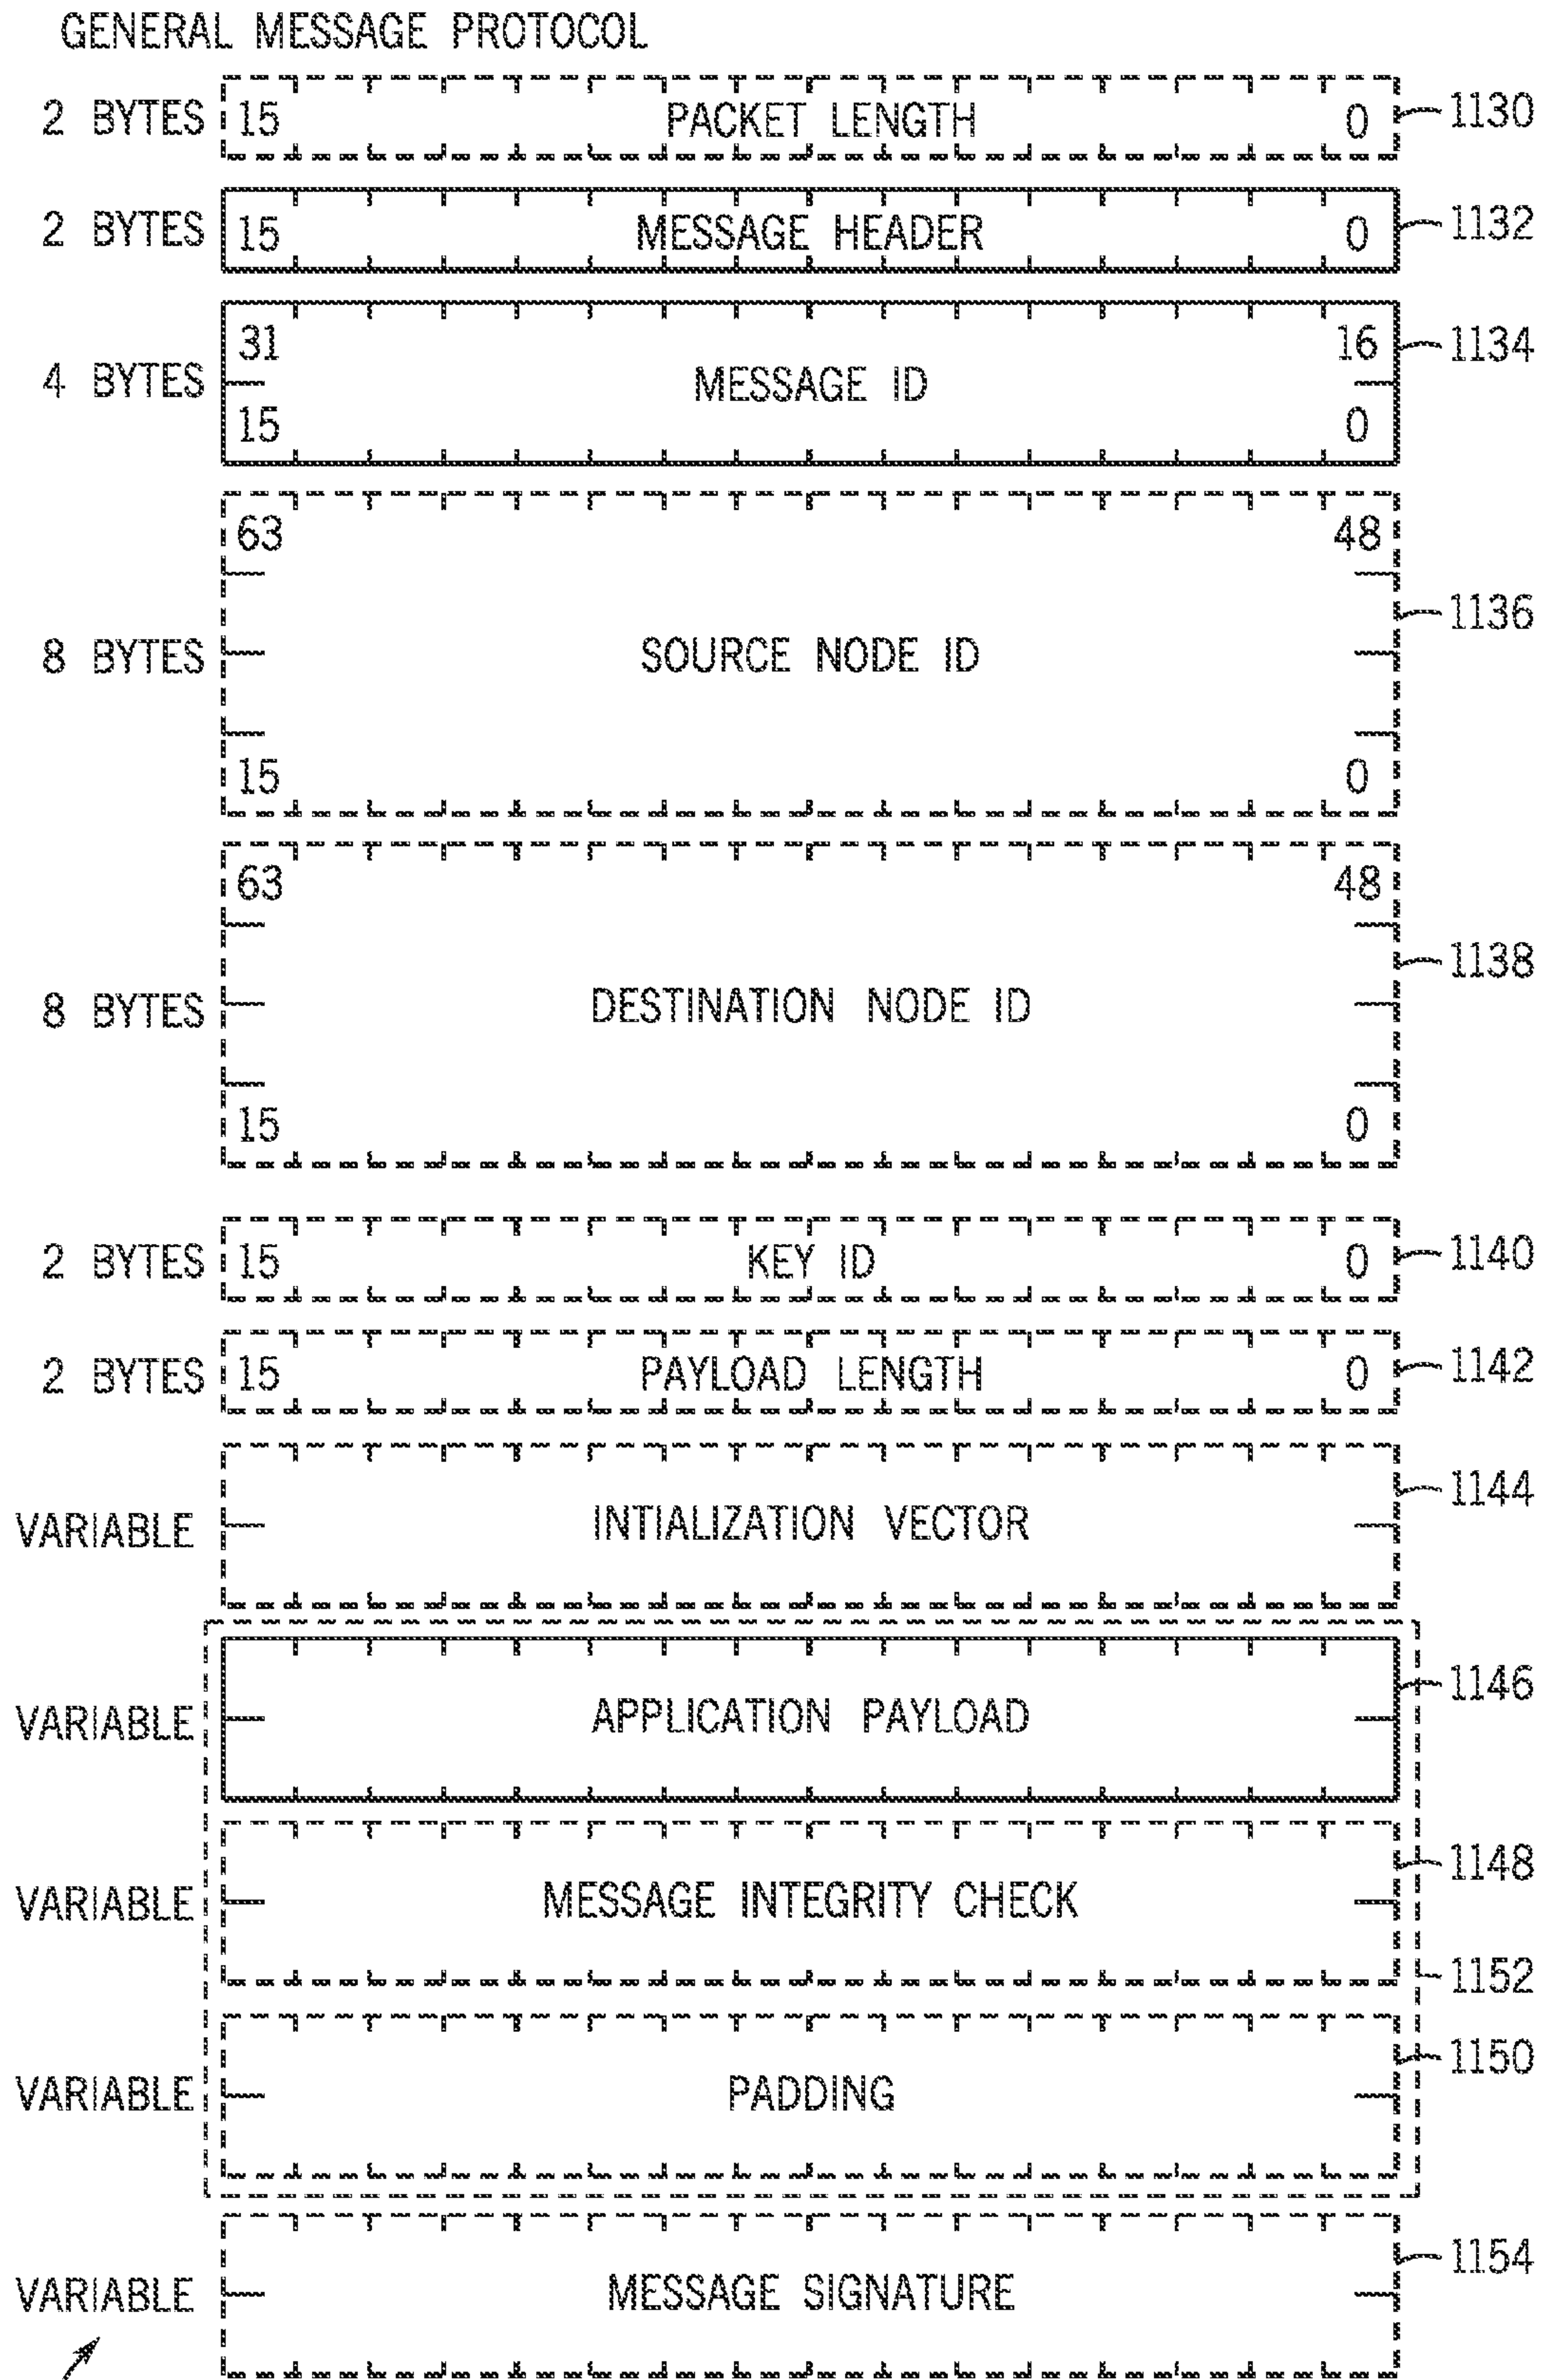 GENERAL MESSAGE PROTOCOL
2 BYTES 15 PACKET LENGTH 0 1130
2 BYTES 15 MESSAGE HEADER 0 1132
31 16 1134
4 BYTES MESSAGE ID
15 0
63 48
1136
8 BYTES SOURCE NODE ID
15 0
63 48
1138
8 BYTES DESTINATION NODE ID
15 0
2 BYTES 15 KEY ID 0 1140
2 BYTES 15 PAYLOAD LENGTH 0 1142
1144
VARIABLE INTIALIZATION VECTOR
1146
VARIABLE APPLICATION PAYLOAD
1148
VARIABLE MESSAGE INTEGRITY CHECK
1152
1150
VARIABLE PADDING
1154
VARIABLE MESSAGE SIGNATURE